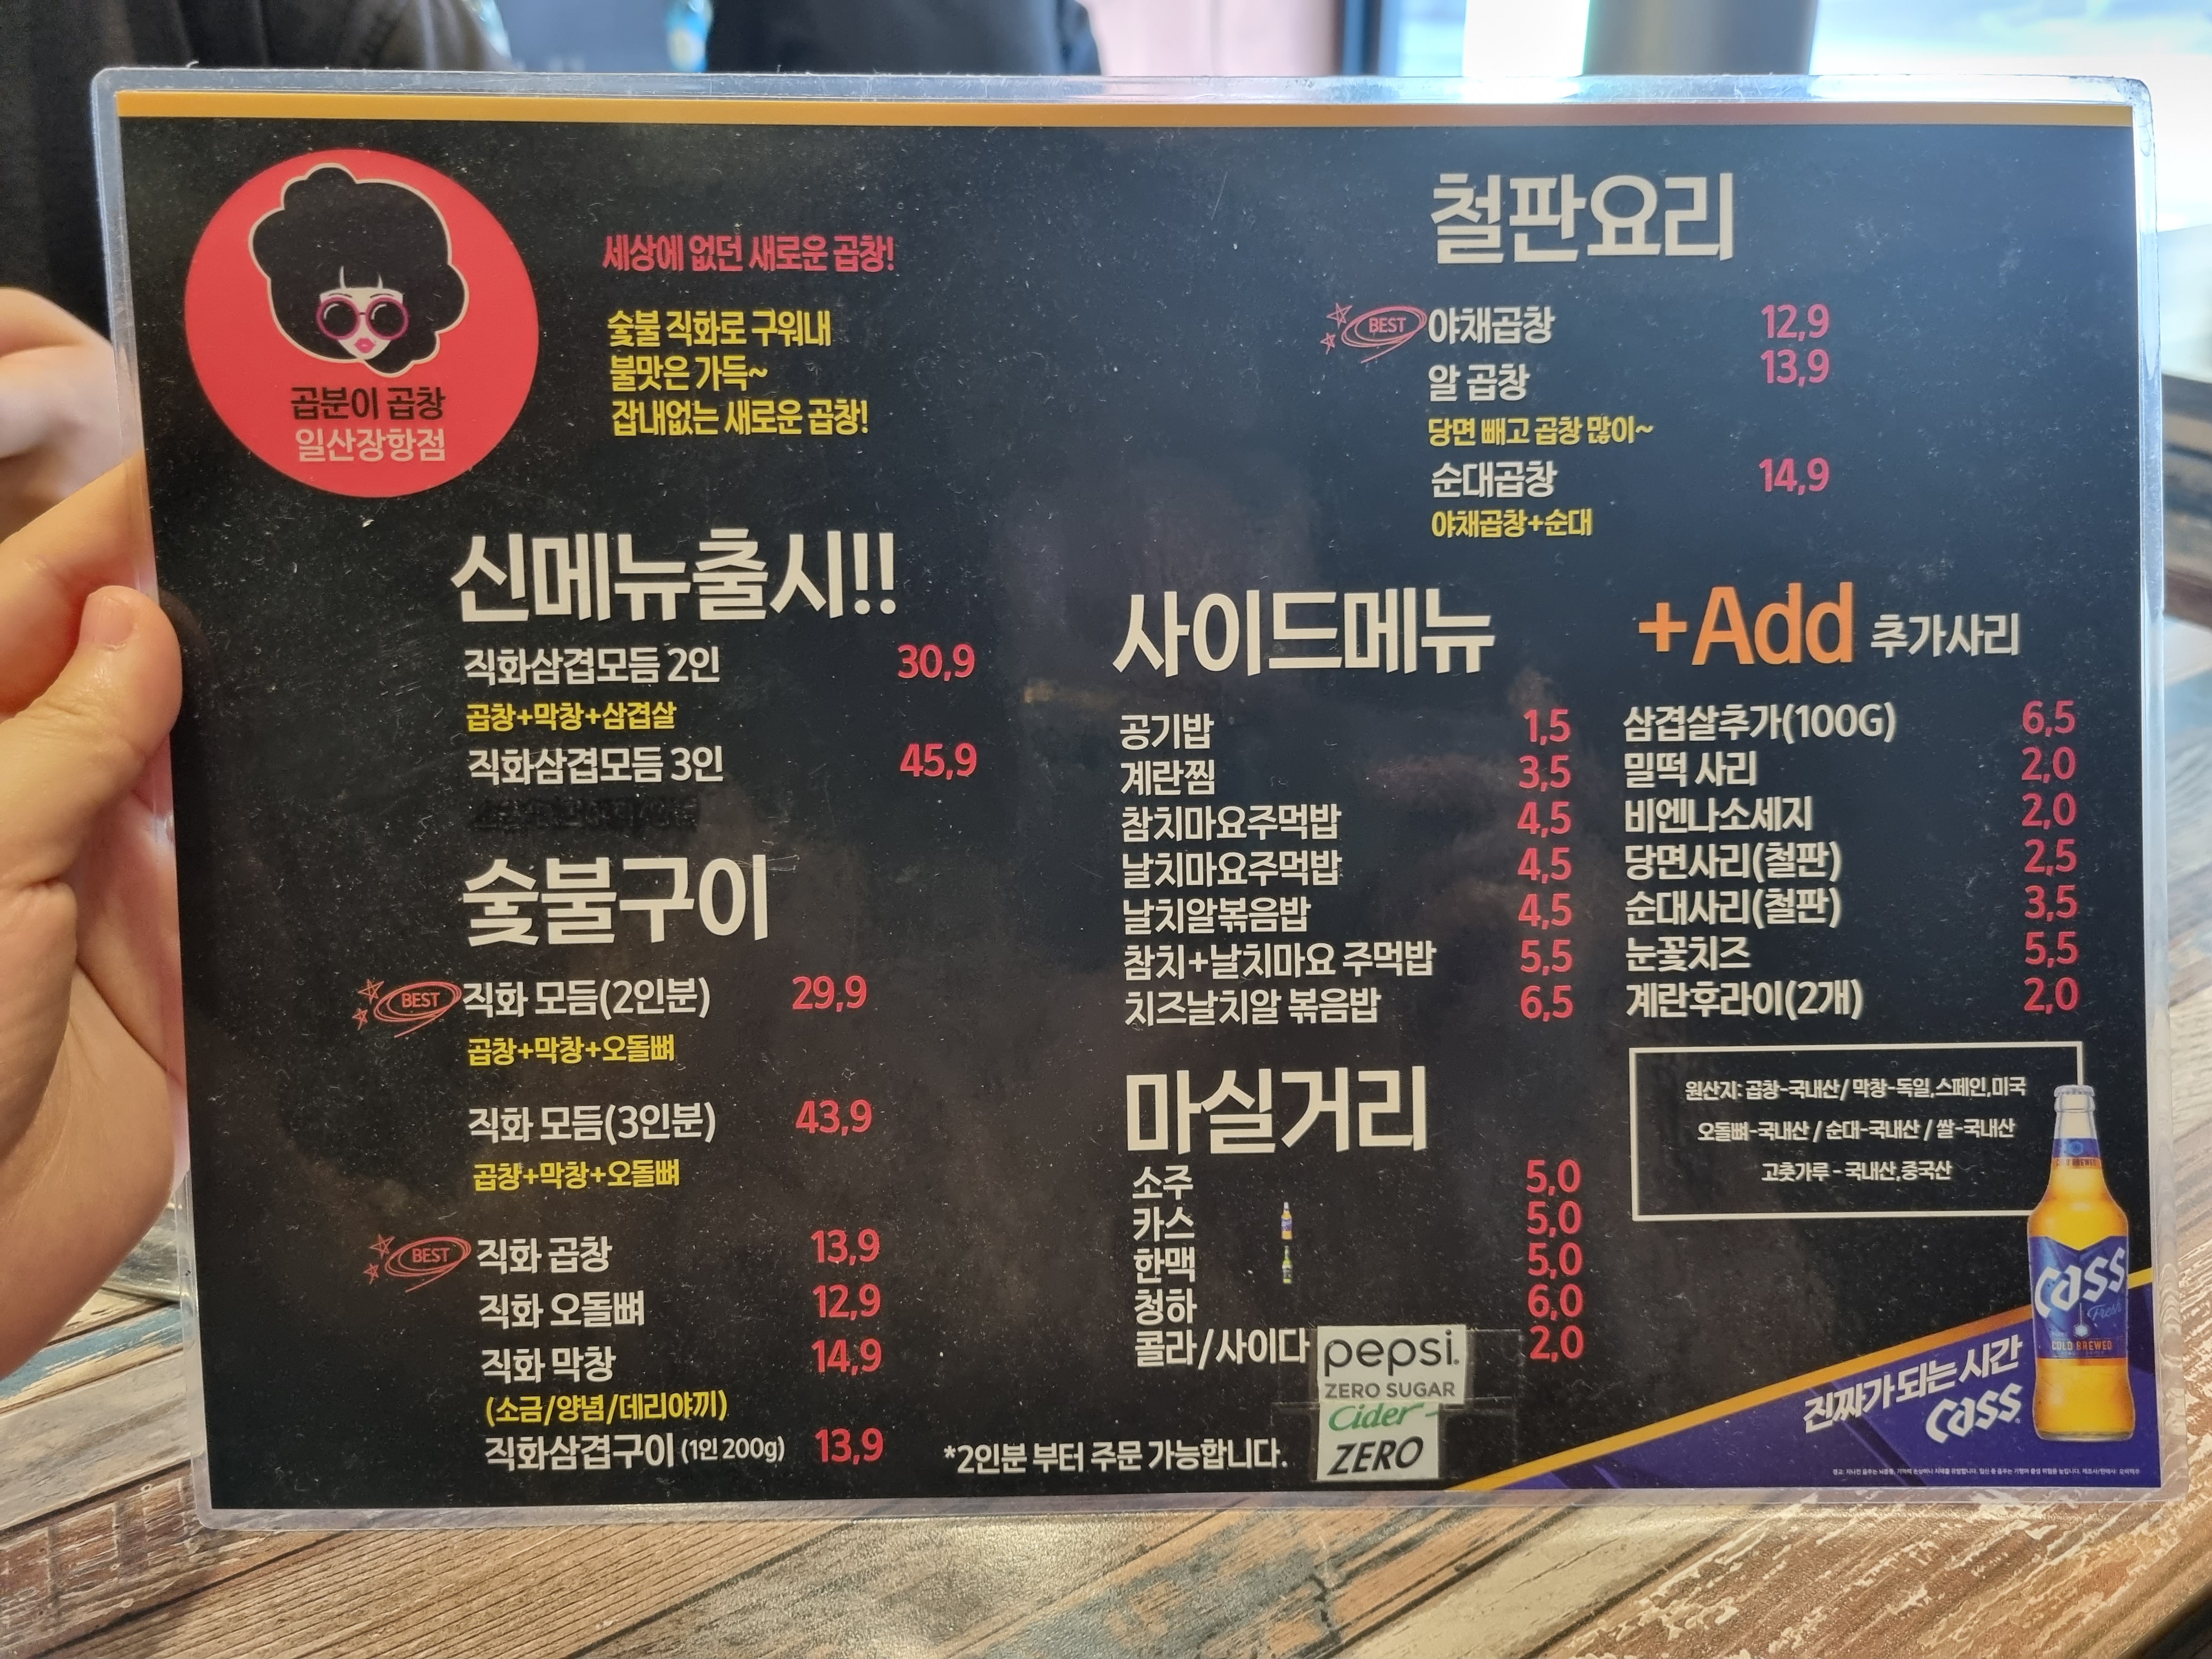 곱분이 곱창
일산장항점
세상에 없던 새로운 곱창!
숯불 직화로 구워내
불맛은 가득~
잡내없는 새로운 곱창!
신메뉴출시!!
직화삼겹모듬 2인 30,9
곱창+막창+삼겹살
직화삼겹모듬 3인 45,9
숯불구이
BEST 직화 모듬(2인분) 29,9
곱창+막창+오돌뼈
직화 모듬(3인분) 43,9
곱창+막창+오돌뼈
BEST 직화 곱창 13,9
직화 오돌뼈 12,9
직화 막창 14,9
(소금/양념/데리야끼)
직화삼겹구이 (1인 200g) 13,9
철판요리
BEST 야채곱창 12,9
알 곱창 13,9
당면 빼고 곱창 많이~
순대곱창 14,9
야채곱창+순대
사이드메뉴
공기밥 1,5
계란찜 3,5
참치마요주먹밥 4,5
날치마요주먹밥 4,5
날치알볶음밥 4,5
참치+날치마요 주먹밥 5,5
치즈날치알 볶음밥 6,5
마실거리
소주 5,0
카스 5,0
한맥 5,0
청하 6,0
콜라/사이다 2,0
pepsi
ZERO SUGAR
Cider
ZERO
*2인분 부터 주문 가능합니다.
+Add 추가사리
삼겹살추가(100G) 6,5
밀떡 사리 2,0
비엔나소세지 2,0
당면사리(철판) 2,5
순대사리(철판) 3,5
눈꽃치즈 5,5
계란후라이(2개) 2,0
원산지: 곱창-국내산/ 막창-독일,스페인,미국
오돌뼈-국내산 / 순대-국내산 / 쌀-국내산
고춧가루 - 국내산,중국산
cass
Fresh
COLD BREWED
진짜가 되는 시간
cass